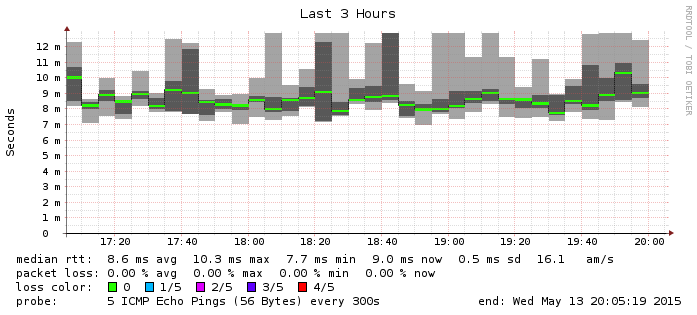 Last 3 Hours
RRDTOOL / TOBI OETIKER
Seconds
12 m
11 m
10 m
9 m
8 m
7 m
6 m
5 m
4 m
3 m
2 m
1 m
0
17:20 17:40 18:00 18:20 18:40 19:00 19:20 19:40 20:00
median rtt: 8.6 ms avg 10.3 ms max 7.7 ms min 9.0 ms now 0.5 ms sd 16.1 am/s
packet loss: 0.00 % avg 0.00 % max 0.00 % min 0.00 % now
loss color: 0 1/5 2/5 3/5 4/5
probe: 5 ICMP Echo Pings (56 Bytes) every 300s end: Wed May 13 20:05:19 2015